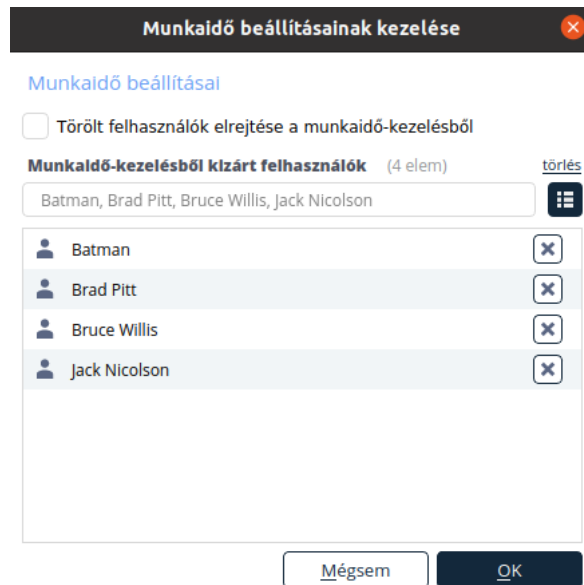 Munkaidő beállításainak kezelése
Munkaidő beállításai
Törölt felhasználók elrejtése a munkaidő-kezelésből
Munkaidő-kezelésből kizárt felhasználók (4 elem) törlés
Batman, Brad Pitt, Bruce Willis, Jack Nicolson
Batman
Brad Pitt
Bruce Willis
Jack Nicolson
Mégsem OK